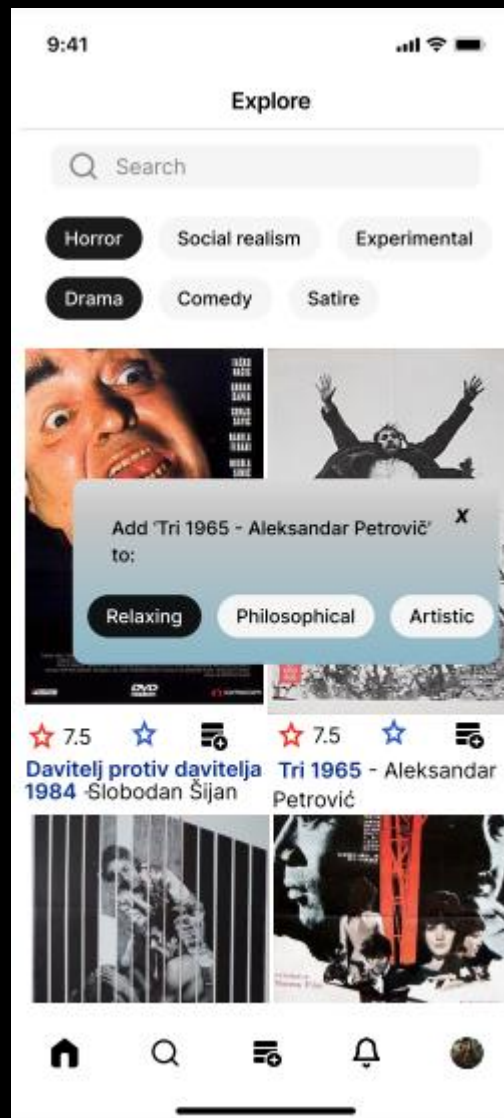 9:41
Explore
Search
Horror
Social realism
Experimental
Drama
Comedy
Satire
Add 'Tri 1965 - Aleksandar Petrovič'
to:
x
Relaxing
Philosophical
Artistic
DVD
7.5
7.5
Davitelj protiv davitelja
1984 -Slobodan Šijan
Tri 1965 - Aleksandar
Petrović